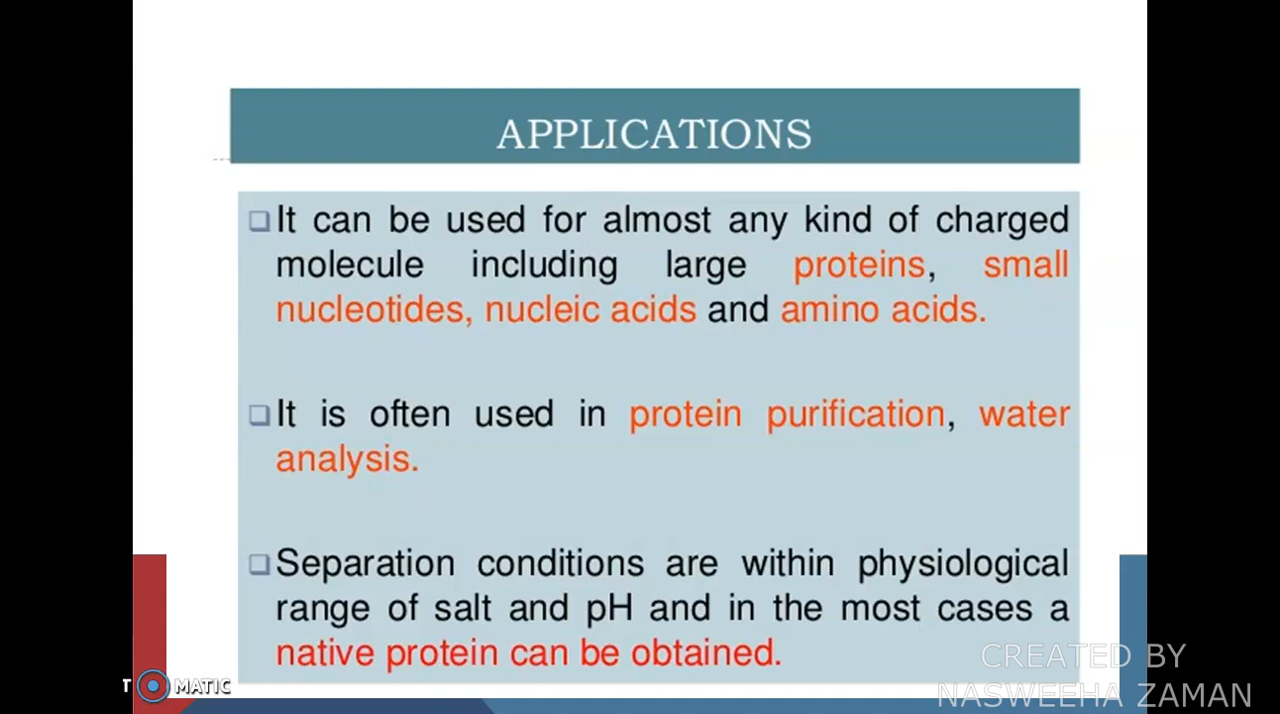 APPLICATIONS
It can be used for almost any kind of charged
molecule including large proteins, small
nucleotides, nucleic acids and amino acids.
It is often used in protein purification, water
analysis.
Separation conditions are within physiological
range of salt and pH and in the most cases a
native protein can be obtained.
CREATED BY
NASWEEHA ZAMAN
T MATIC